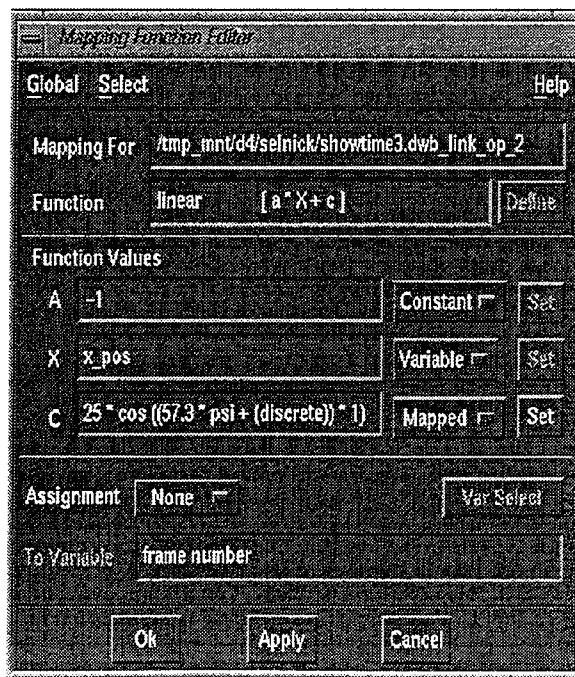 Mapping Function Editor
Global Select Help
Mapping For /tmp_mnt/d4/selnick/showtime3.dwb_link_op_2
Function linear [ a * X + c ] Define
Function Values
A -1 Constant Set
X x_pos Variable Set
C 25 * cos ((57.3 * psi + (discrete)) * 1) Mapped Set
Assignment None Var Select
To Variable frame number
Ok Apply Cancel